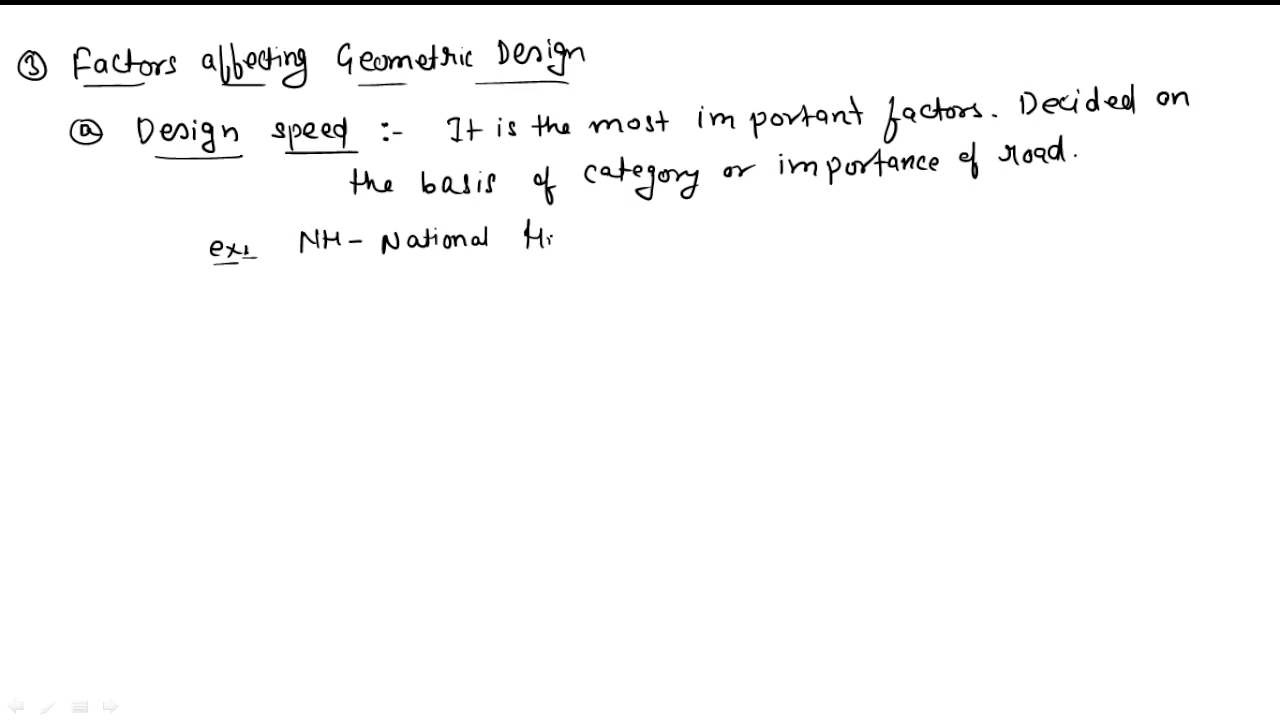 ③ Factors affecting Geometric Design
ⓐ Design speed :- It is the most important factors. Decided on
the basis of category or importance of road.
ex:- NH - National Hi